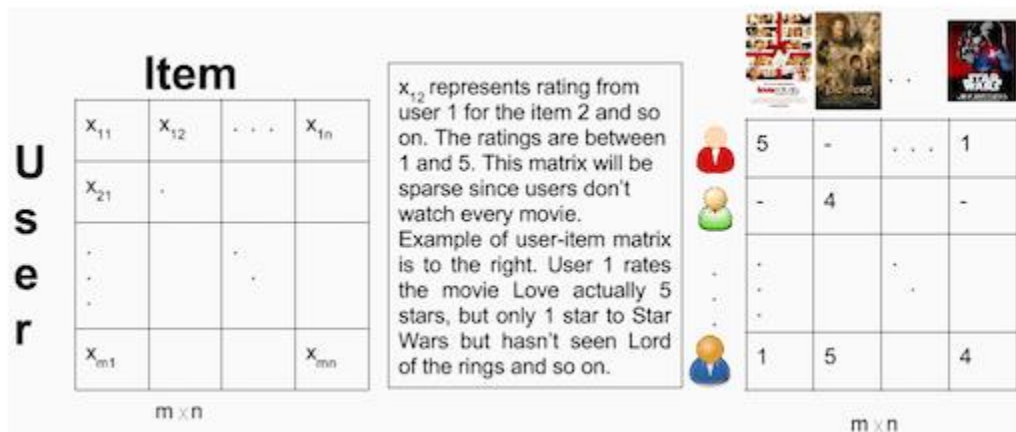 Item
User
x11 x12 . . . x1n
x21 .
. . .
xm1 xmn
m x n
x12 represents rating from
user 1 for the item 2 and so
on. The ratings are between
1 and 5. This matrix will be
sparse since users don't
watch every movie.
Example of user-item matrix
is to the right. User 1 rates
the movie Love actually 5
stars, but only 1 star to Star
Wars but hasn't seen Lord
of the rings and so on.
. .
STAR
WARS
5 - . . . 1
- 4 -
1 5 4
m x n